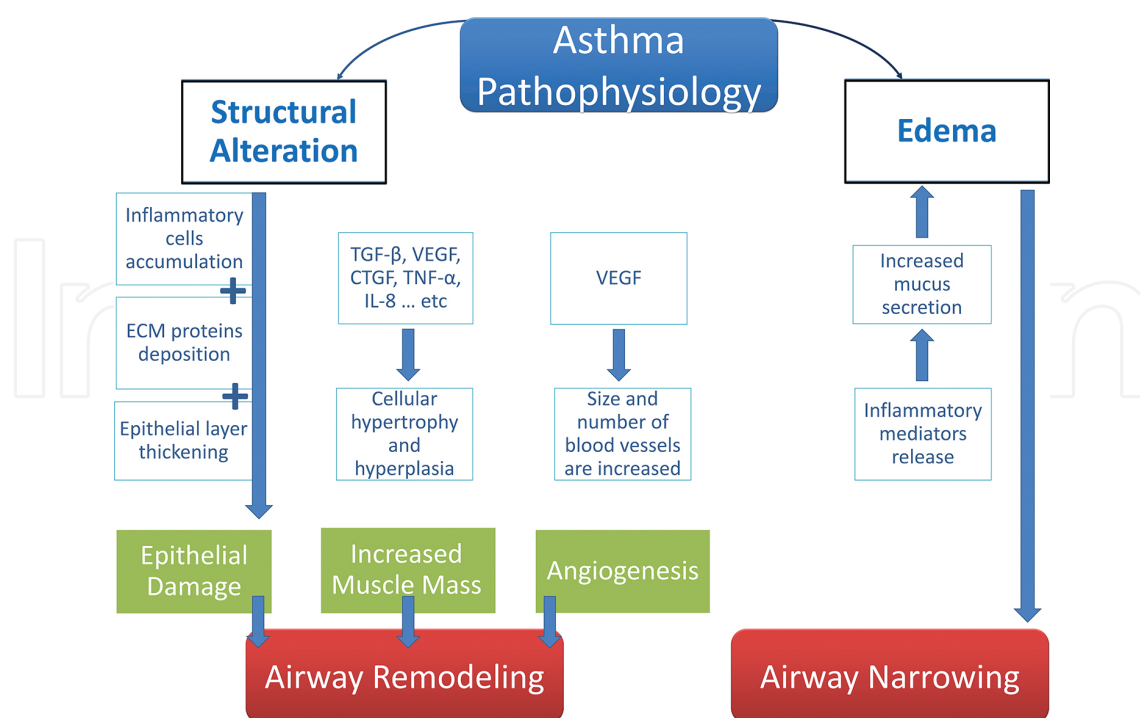 Asthma
Pathophysiology
Structural
Alteration
Edema
Inflammatory
cells
accumulation
+
ECM proteins
deposition
+
Epithelial layer
thickening
TGF-β, VEGF,
CTGF, TNF-α,
IL-8 ... etc
Cellular
hypertrophy
and
hyperplasia
VEGF
Size and
number of
blood vessels
are increased
Increased
mucus
secretion
Inflammatory
mediators
release
Epithelial
Damage
Increased
Muscle Mass
Angiogenesis
Airway Remodeling
Airway Narrowing